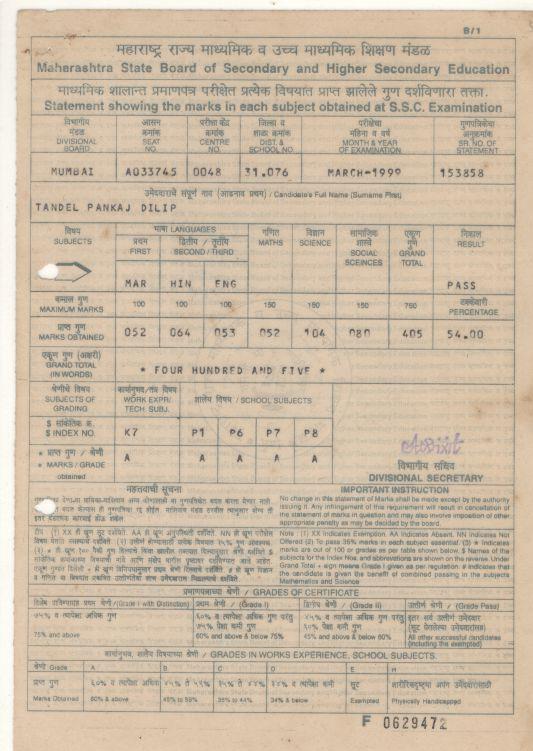 B/1
महाराष्ट्र राज्य माध्यमिक व उच्च माध्यमिक शिक्षण मंडळ
Maharashtra State Board of Secondary and Higher Secondary Education
माध्यमिक शालान्त प्रमाणपत्र परीक्षेत प्रत्येक विषयात प्राप्त झालेले गुण दर्शविणारा तक्ता.
Statement showing the marks in each subject obtained at S.S.C. Examination
विभागीय मंडळ DIVISIONAL BOARD
आसन क्रमांक SEAT NO.
परीक्षा केंद्र क्रमांक CENTRE NO.
जिल्हा व शाळा क्रमांक DIST. & SCHOOL NO.
परीक्षेचा महिना व वर्ष MONTH & YEAR OF EXAMINATION
गुणपत्रिकेचा अनुक्रमांक SR. NO. OF STATEMENT
MUMBAI A033745 0048 31.076 MARCH-1999 153858
उमेदवाराचे संपूर्ण नाव (आडनाव प्रथम) / Candidate's Full Name (Surname First)
TANDEL PANKAJ DILIP
विषय SUBJECTS
भाषा LANGUAGES
प्रथम FIRST
द्वितीय / तृतीय SECOND / THIRD
गणित MATHS
विज्ञान SCIENCE
सामाजिक शास्त्रे SOCIAL SCEINCES
एकूण गुण GRAND TOTAL
निकाल RESULT
MAR HIN ENG PASS
कमाल गुण MAXIMUM MARKS 100 100 100 150 150 150 750 टक्केवारी PERCENTAGE
प्राप्त गुण MARKS OBTAINED 052 064 053 052 104 080 405 54.00
एकूण गुण (अक्षरी)
GRAND TOTAL (IN WORDS)
* FOUR HUNDRED AND FIVE *
श्रेणीचे विषय SUBJECTS OF GRADING
कार्यानुभव/तंत्र विषय WORK EXPR/ TECH SUBJ.
शालेय विषय / SCHOOL SUBJECTS
$ सांकेतिक क्र.
$ INDEX NO. K7 P1 P6 P7 P8
* प्राप्त गुण / श्रेणी
* MARKS / GRADE obtained A A A A A
विभागीय सचिव
DIVISIONAL SECRETARY
महत्वाची सूचना
IMPORTANT INSTRUCTION
No change in this statement of Marks shall be made except by the authority
issuing it. Any infringement of this requirement will result in cancellation of
the statement of marks in question and may also involve imposition of other
appropriate penalty as may be decided by the board.
Note : (1) XX Indicates Exemption. AA Indicates Absent. NN Indicates Not
Offered (2) To pass 35% marks in each subject essential. (3) * Indicates
marks are out of 100 or grades as per table shown below. $ Names of the
subjects for the Index Nos. and abbreviations are shown on the reverse. Under
Grand Total + sign means Grade I given as per regulation. # Indicates that
the candidate is given the benefit of combined passing in the subjects
Mathematics and Science
प्रमाणपत्राच्या श्रेणी / GRADES OF CERTIFICATE
विशेष प्राविण्यासह प्रथम श्रेणी / (Grade I with Distinction)
प्रथम श्रेणी / (Grade I)
द्वितीय श्रेणी / (Grade II)
उत्तीर्ण श्रेणी / (Grade Pass)
७५% व त्यापेक्षा अधिक गुण
75% and above
६०% व त्यापेक्षा अधिक गुण परंतु ७५% पेक्षा कमी गुण
60% and above & below 75%
४५% व त्यापेक्षा अधिक गुण परंतु ६०% पेक्षा कमी गुण
45% and above & below 60%
इतर सर्व उत्तीर्ण उमेदवार
All other successful candidates
(including the exempted)
कार्यानुभव, शालेय विषयाच्या श्रेणी / GRADES IN WORKS EXPERIENCE, SCHOOL SUBJECTS.
श्रेणी Grade A B C D E H
प्राप्त गुण ६०% व त्यापेक्षा अधिक ४५% ते ५९% ३५% ते ४४% ३४% व त्यापेक्षा कमी सूट शारीरिकदृष्ट्या अपंग उमेदवारांसाठी
Marks Obtained 60% & above 45% to 59% 35% to 44% 34% & below Exempted Physically Handicapped
F 0629472